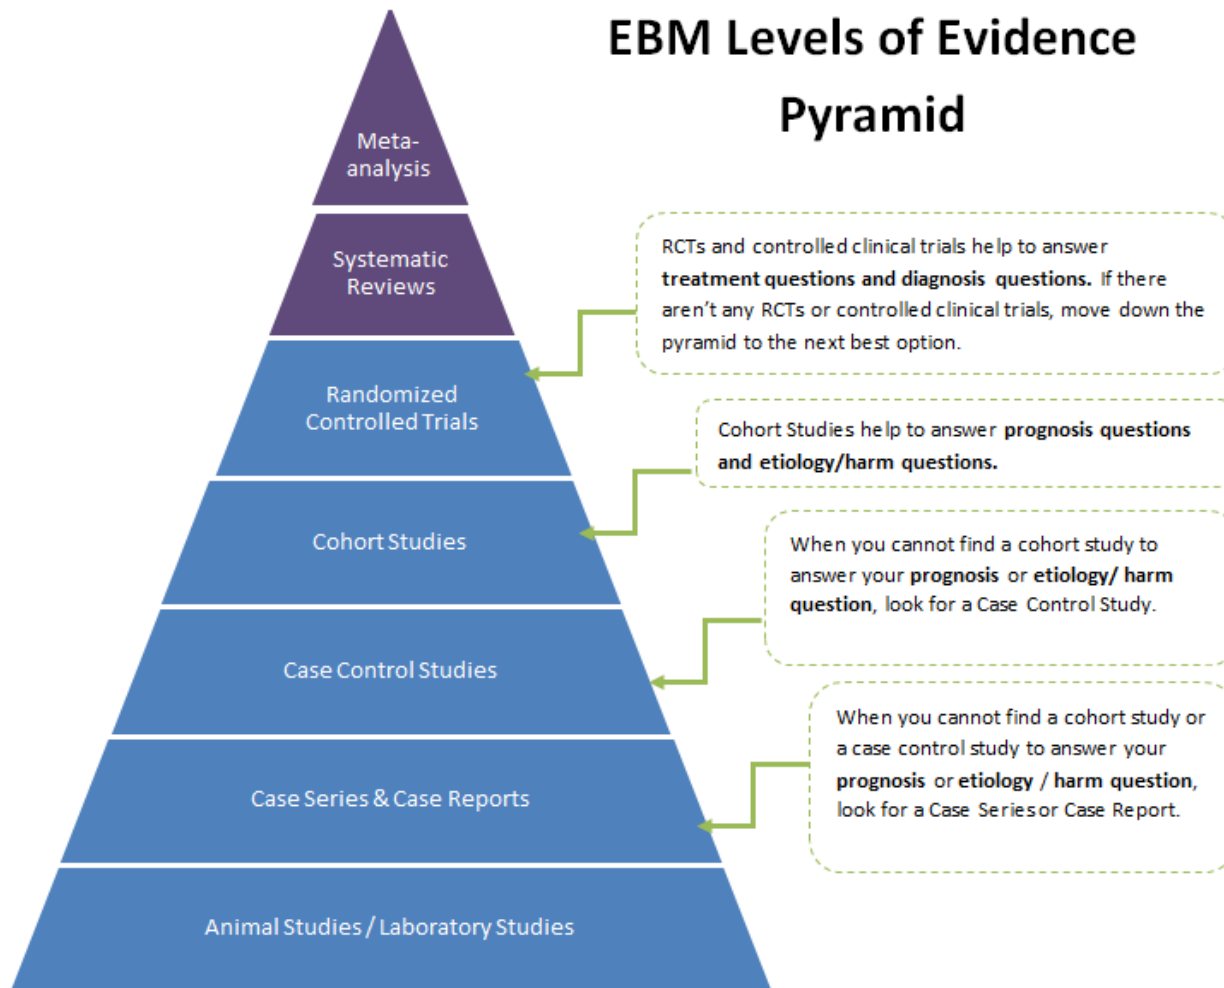 EBM Levels of Evidence
Pyramid
Meta-
analysis
Systematic
Reviews
RCTs and controlled clinical trials help to answer
treatment questions and diagnosis questions. If there
aren't any RCTs or controlled clinical trials, move down the
pyramid to the next best option.
Randomized
Controlled Trials
Cohort Studies help to answer prognosis questions
and etiology/harm questions.
Cohort Studies
When you cannot find a cohort study to
answer your prognosis or etiology/ harm
question, look for a Case Control Study.
Case Control Studies
When you cannot find a cohort study or
a case control study to answer your
prognosis or etiology / harm question,
look for a Case Series or Case Report.
Case Series & Case Reports
Animal Studies / Laboratory Studies